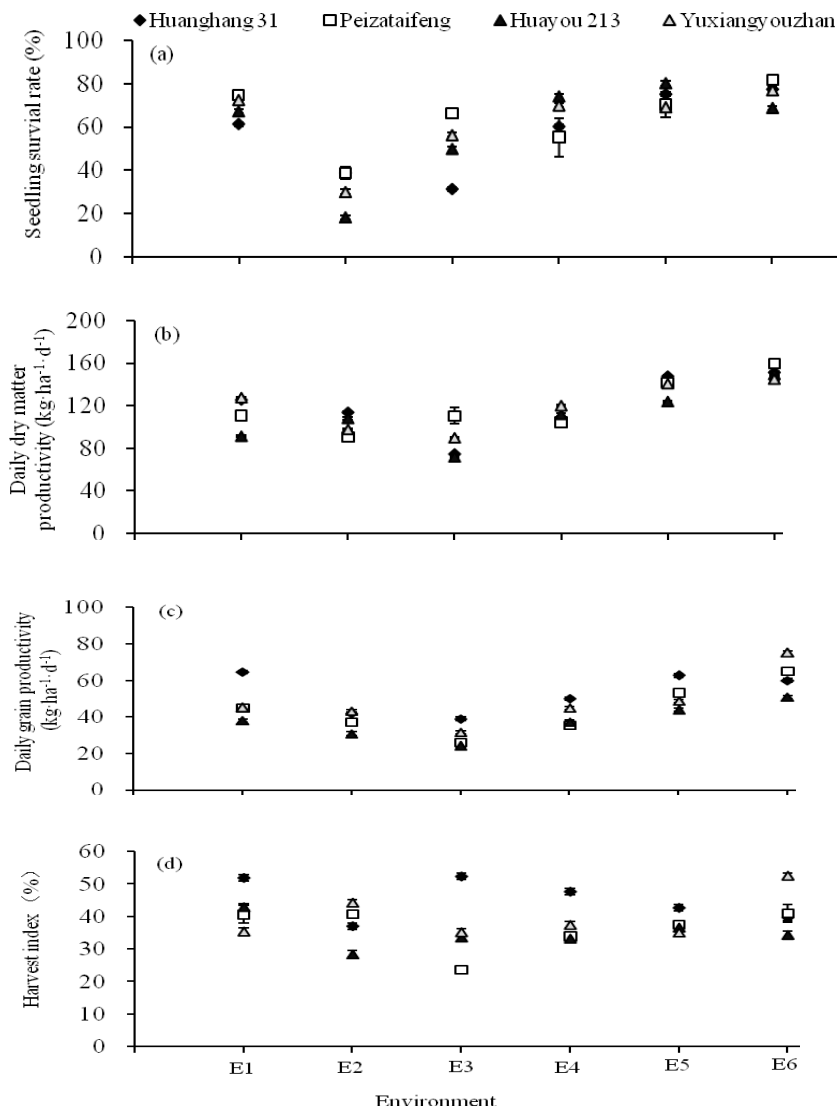 Huanghang 31 Peizataifeng Huayou 213 Yuxiangyouzhan
100
80
60
40
20
0
(a)
Seedling survial rate (%)
200
160
120
80
40
0
(b)
Daily dry matter
productivity (kg·ha-1·d-1)
100
80
60
40
20
0
(c)
Daily grain productivity
(kg·ha-1·d-1)
60
50
40
30
20
10
0
(d)
Harvest index (%)
E1 E2 E3 E4 E5 E6
Environment